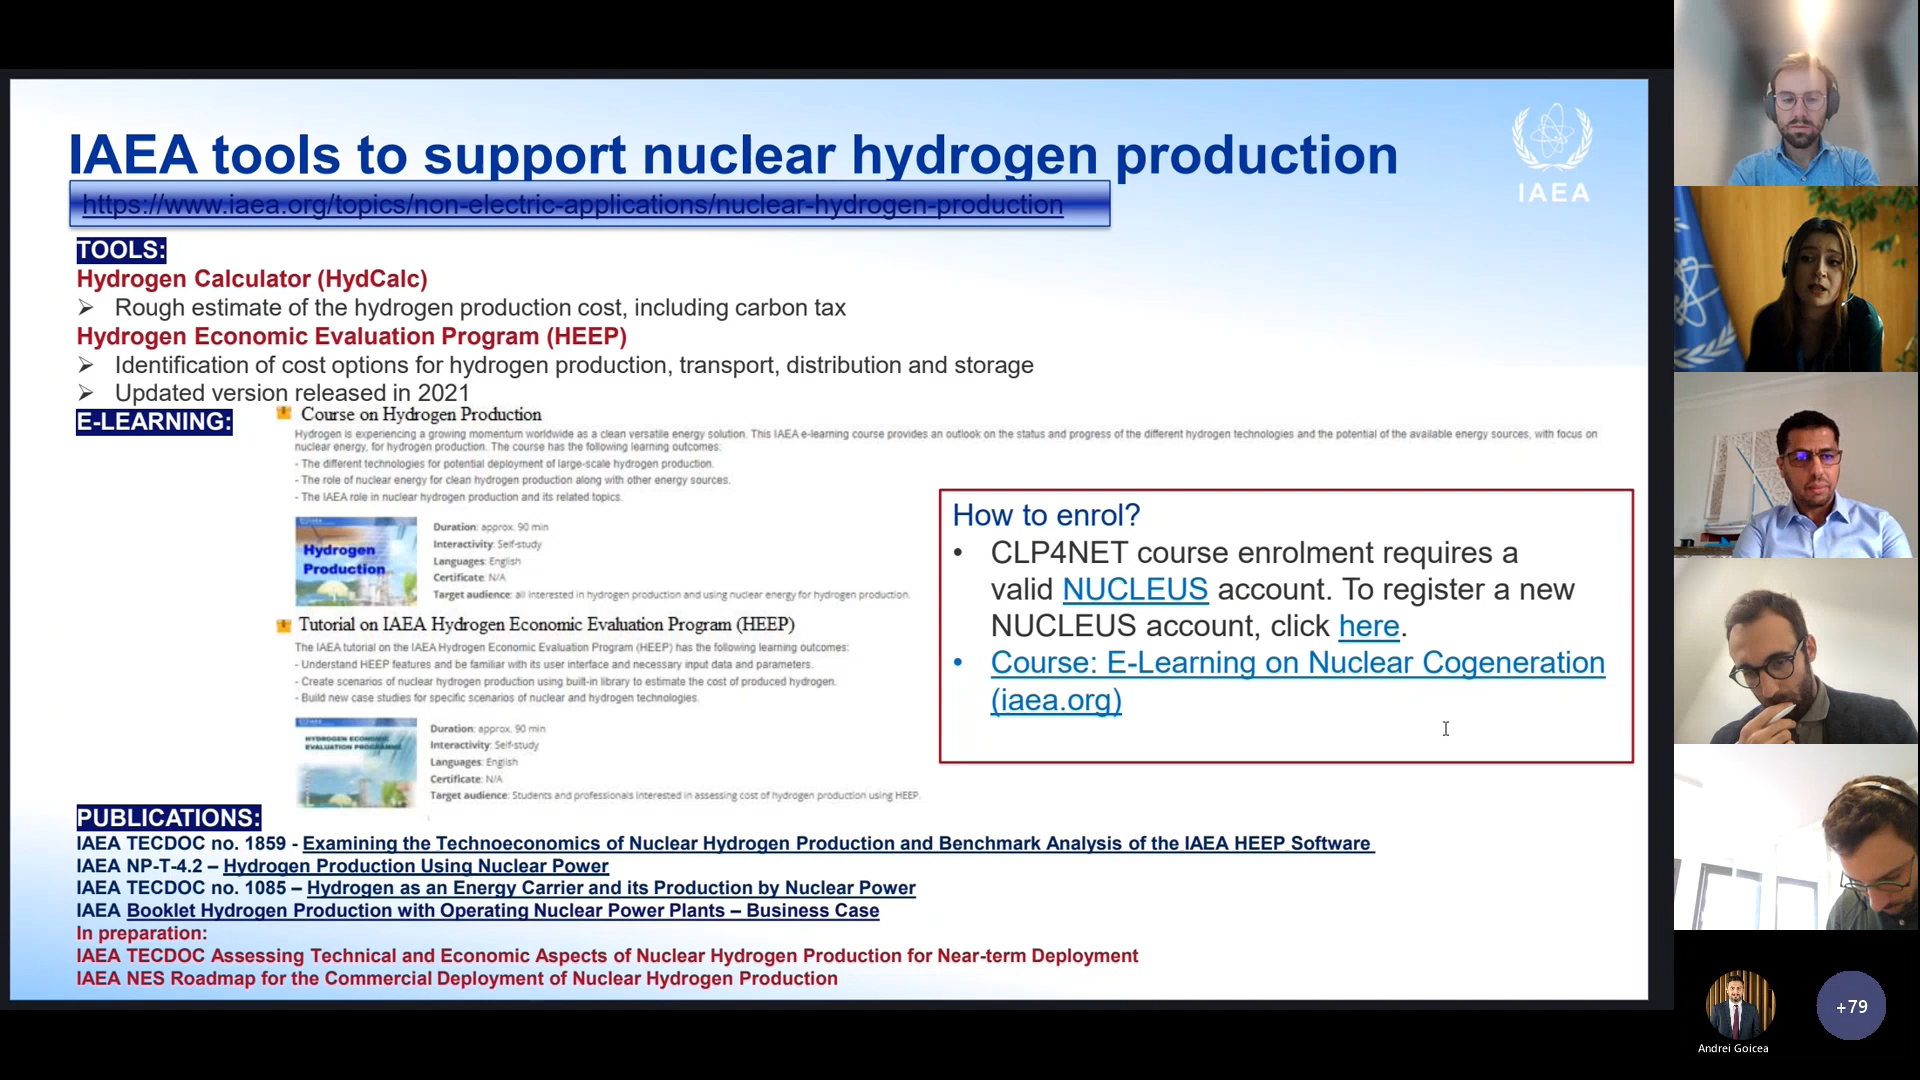 IAEA tools to support nuclear hydrogen production
IAEA
https://www.iaea.org/topics/non-electric-applications/nuclear-hydrogen-production
TOOLS:
Hydrogen Calculator (HydCalc)
➢ Rough estimate of the hydrogen production cost, including carbon tax
Hydrogen Economic Evaluation Program (HEEP)
➢ Identification of cost options for hydrogen production, transport, distribution and storage
➢ Updated version released in 2021
E-LEARNING:
Course on Hydrogen Production
Hydrogen is experiencing a growing momentum worldwide as a clean versatile energy solution. This IAEA e-learning course provides an outlook on the status and progress of the different hydrogen technologies and the potential of the available energy sources, with focus on
nuclear energy, for hydrogen production. The course has the following learning outcomes:
- The different technologies for potential deployment of large-scale hydrogen production.
- The role of nuclear energy for clean hydrogen production along with other energy sources.
- The IAEA role in nuclear hydrogen production and its related topics.
Hydrogen
Production
Duration: approx. 90 min
Interactivity: Self-study
Languages: English
Certificate: N/A
Target audience: all interested in hydrogen production and using nuclear energy for hydrogen production.
Tutorial on IAEA Hydrogen Economic Evaluation Program (HEEP)
The IAEA tutorial on the IAEA Hydrogen Economic Evaluation Program (HEEP) has the following learning outcomes:
- Understand HEEP features and be familiar with its user interface and necessary input data and parameters.
- Create scenarios of nuclear hydrogen production using built-in library to estimate the cost of produced hydrogen.
- Build new case studies for specific scenarios of nuclear and hydrogen technologies.
HYDROGEN ECONOMIC
EVALUATION PROGRAMME
Duration: approx. 90 min
Interactivity: Self-study
Languages: English
Certificate: N/A
Target audience: Students and professionals interested in assessing cost of hydrogen production using HEEP.
How to enrol?
• CLP4NET course enrolment requires a
valid NUCLEUS account. To register a new
NUCLEUS account, click here.
• Course: E-Learning on Nuclear Cogeneration
(iaea.org)
PUBLICATIONS:
IAEA TECDOC no. 1859 - Examining the Technoeconomics of Nuclear Hydrogen Production and Benchmark Analysis of the IAEA HEEP Software
IAEA NP-T-4.2 – Hydrogen Production Using Nuclear Power
IAEA TECDOC no. 1085 – Hydrogen as an Energy Carrier and its Production by Nuclear Power
IAEA Booklet Hydrogen Production with Operating Nuclear Power Plants – Business Case
In preparation:
IAEA TECDOC Assessing Technical and Economic Aspects of Nuclear Hydrogen Production for Near-term Deployment
IAEA NES Roadmap for the Commercial Deployment of Nuclear Hydrogen Production
Andrei Goicea
+79